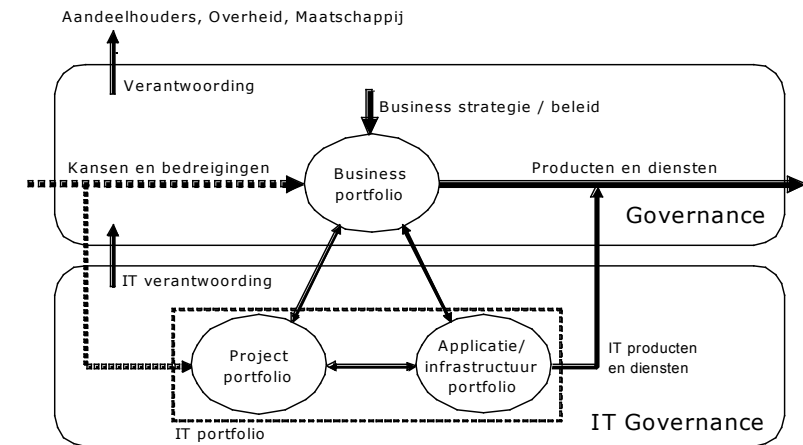 Aandeelhouders, Overheid, Maatschappij
Verantwoording
Business strategie / beleid
Kansen en bedreigingen
Business
portfolio
Producten en diensten
Governance
IT verantwoording
Project
portfolio
Applicatie/
infrastructuur
portfolio
IT producten
en diensten
IT portfolio
IT Governance